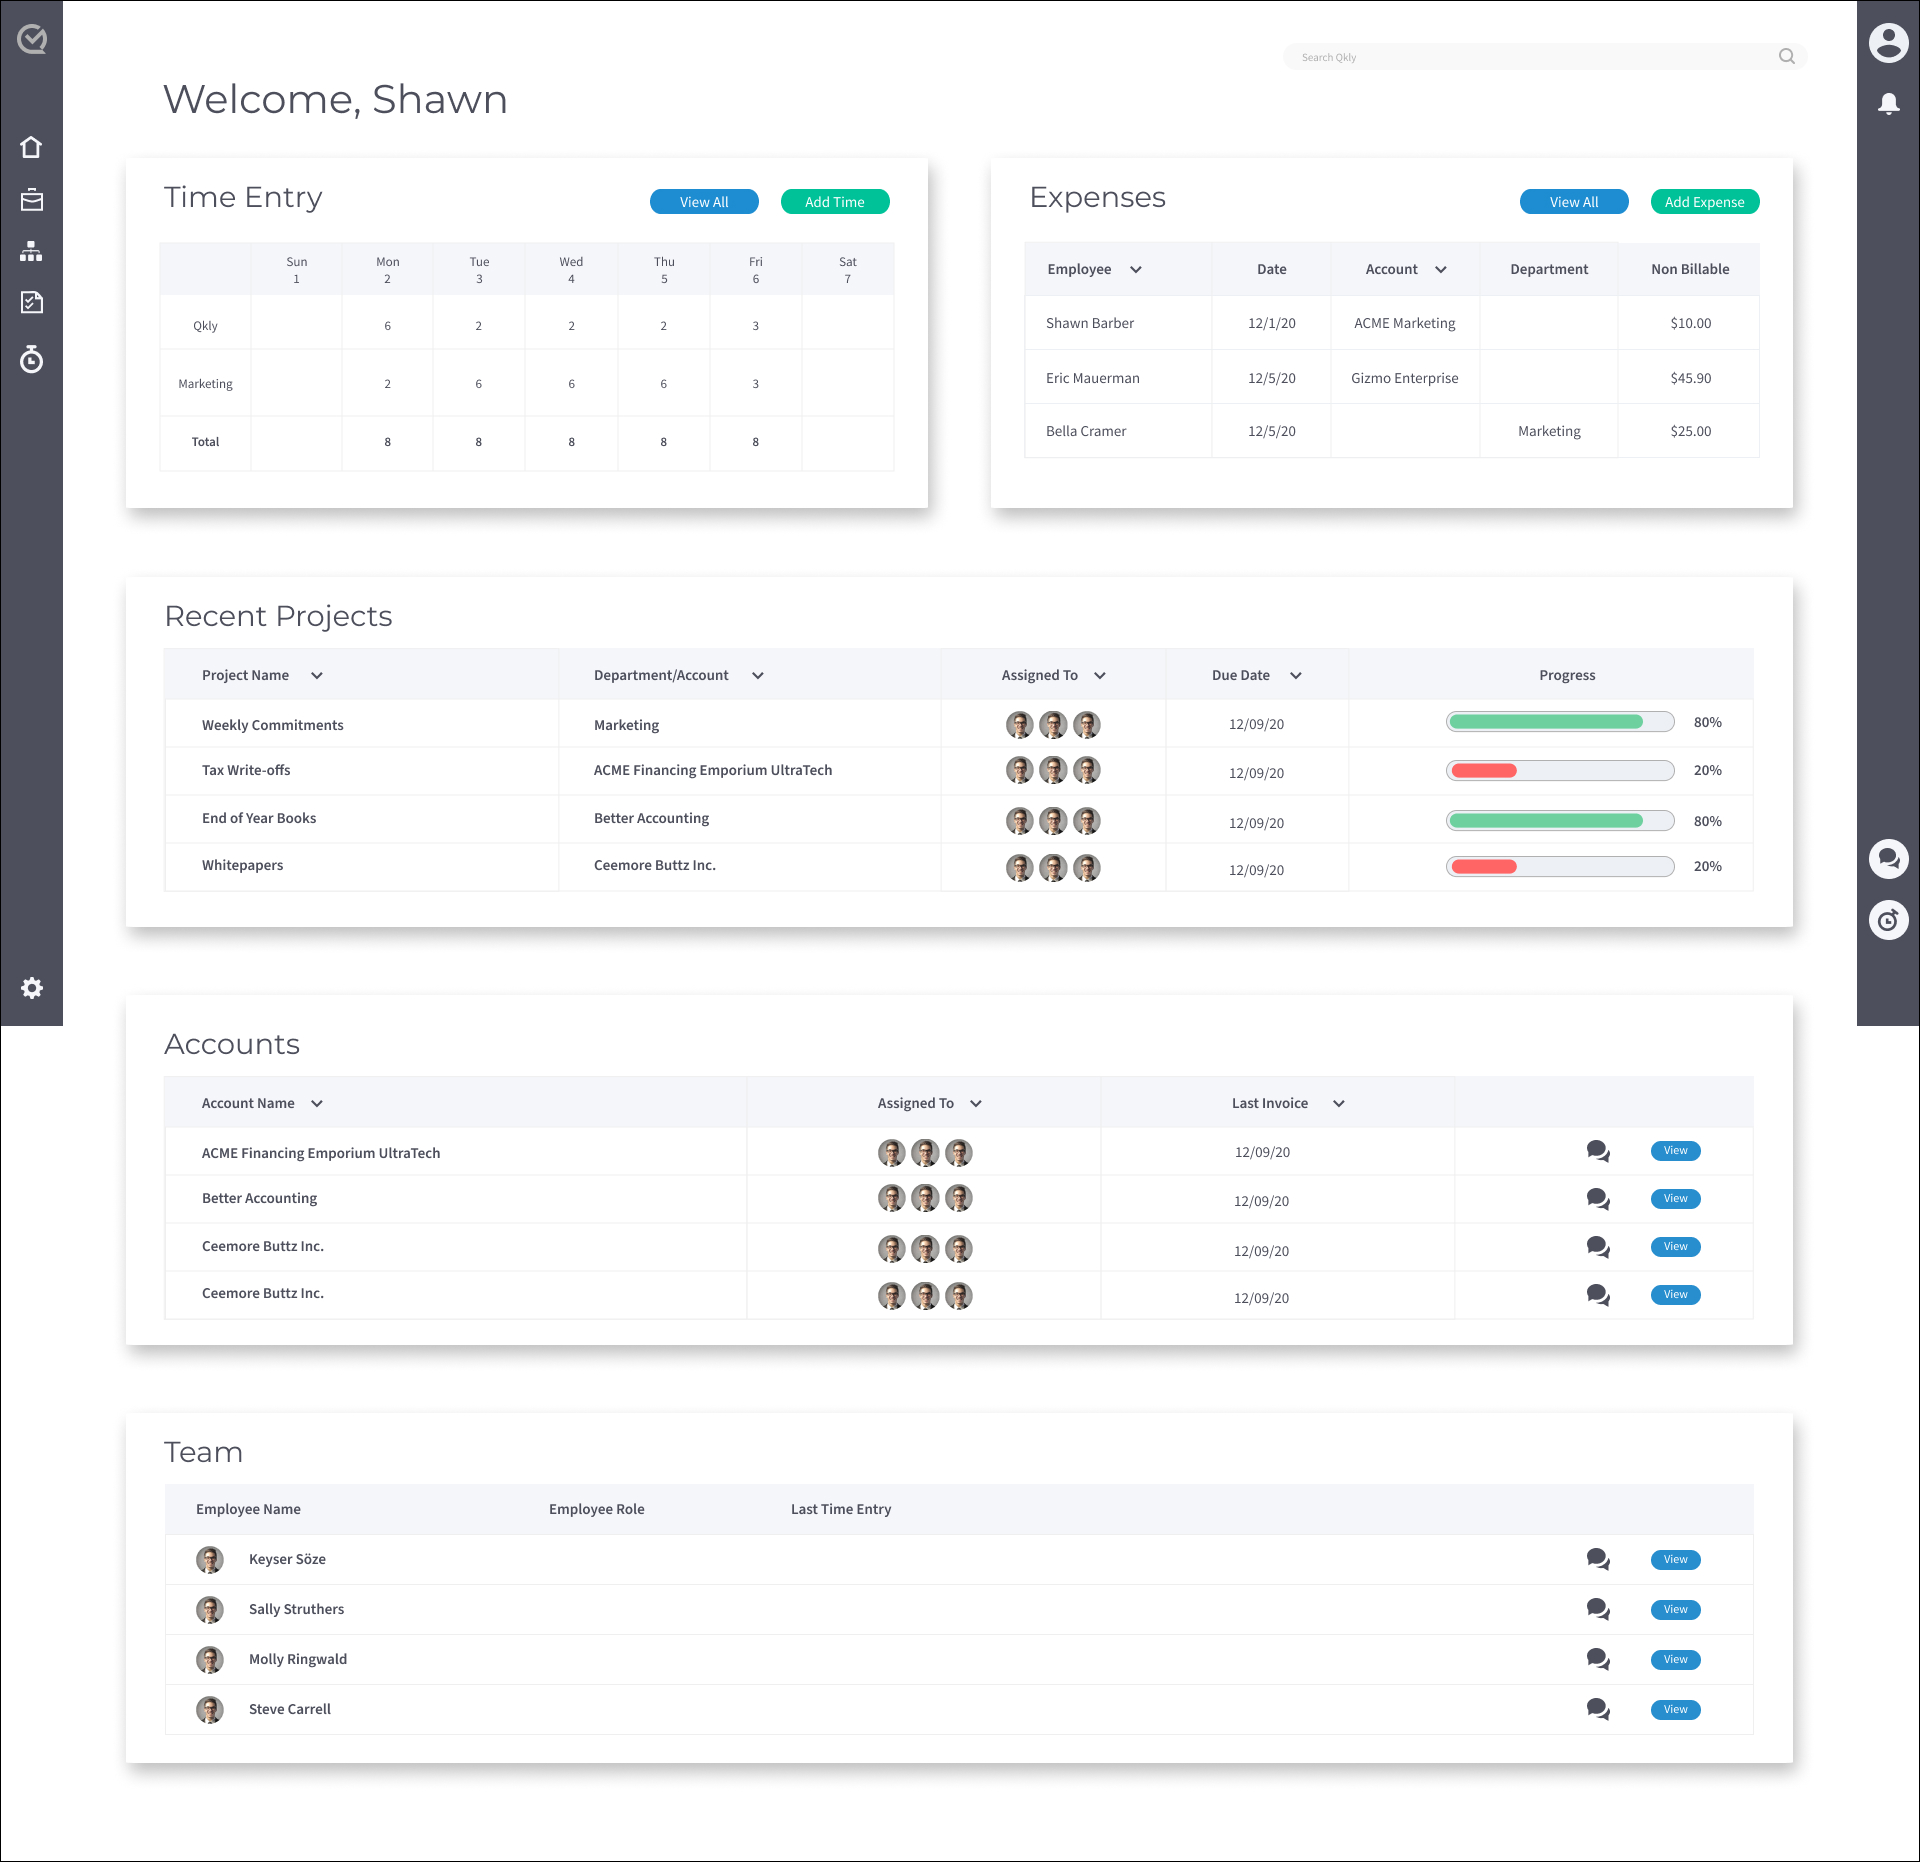 Search Qkly
Welcome, Shawn
Time Entry
View All
Add Time
Sun Mon Tue Wed Thu Fri Sat
1 2 3 4 5 6 7
Qkly 6 2 2 2 3
Marketing 2 6 6 6 3
Total 8 8 8 8 8
Expenses
View All
Add Expense
Employee Date Account Department Non Billable
Shawn Barber 12/1/20 ACME Marketing $10.00
Eric Mauerman 12/5/20 Gizmo Enterprise $45.90
Bella Cramer 12/5/20 Marketing $25.00
Recent Projects
Project Name Department/Account Assigned To Due Date Progress
Weekly Commitments Marketing 12/09/20 80%
Tax Write-offs ACME Financing Emporium UltraTech 12/09/20 20%
End of Year Books Better Accounting 12/09/20 80%
Whitepapers Ceemore Buttz Inc. 12/09/20 20%
Accounts
Account Name Assigned To Last Invoice
ACME Financing Emporium UltraTech 12/09/20 View
Better Accounting 12/09/20 View
Ceemore Buttz Inc. 12/09/20 View
Ceemore Buttz Inc. 12/09/20 View
Team
Employee Name Employee Role Last Time Entry
Keyser Söze View
Sally Struthers View
Molly Ringwald View
Steve Carrell View